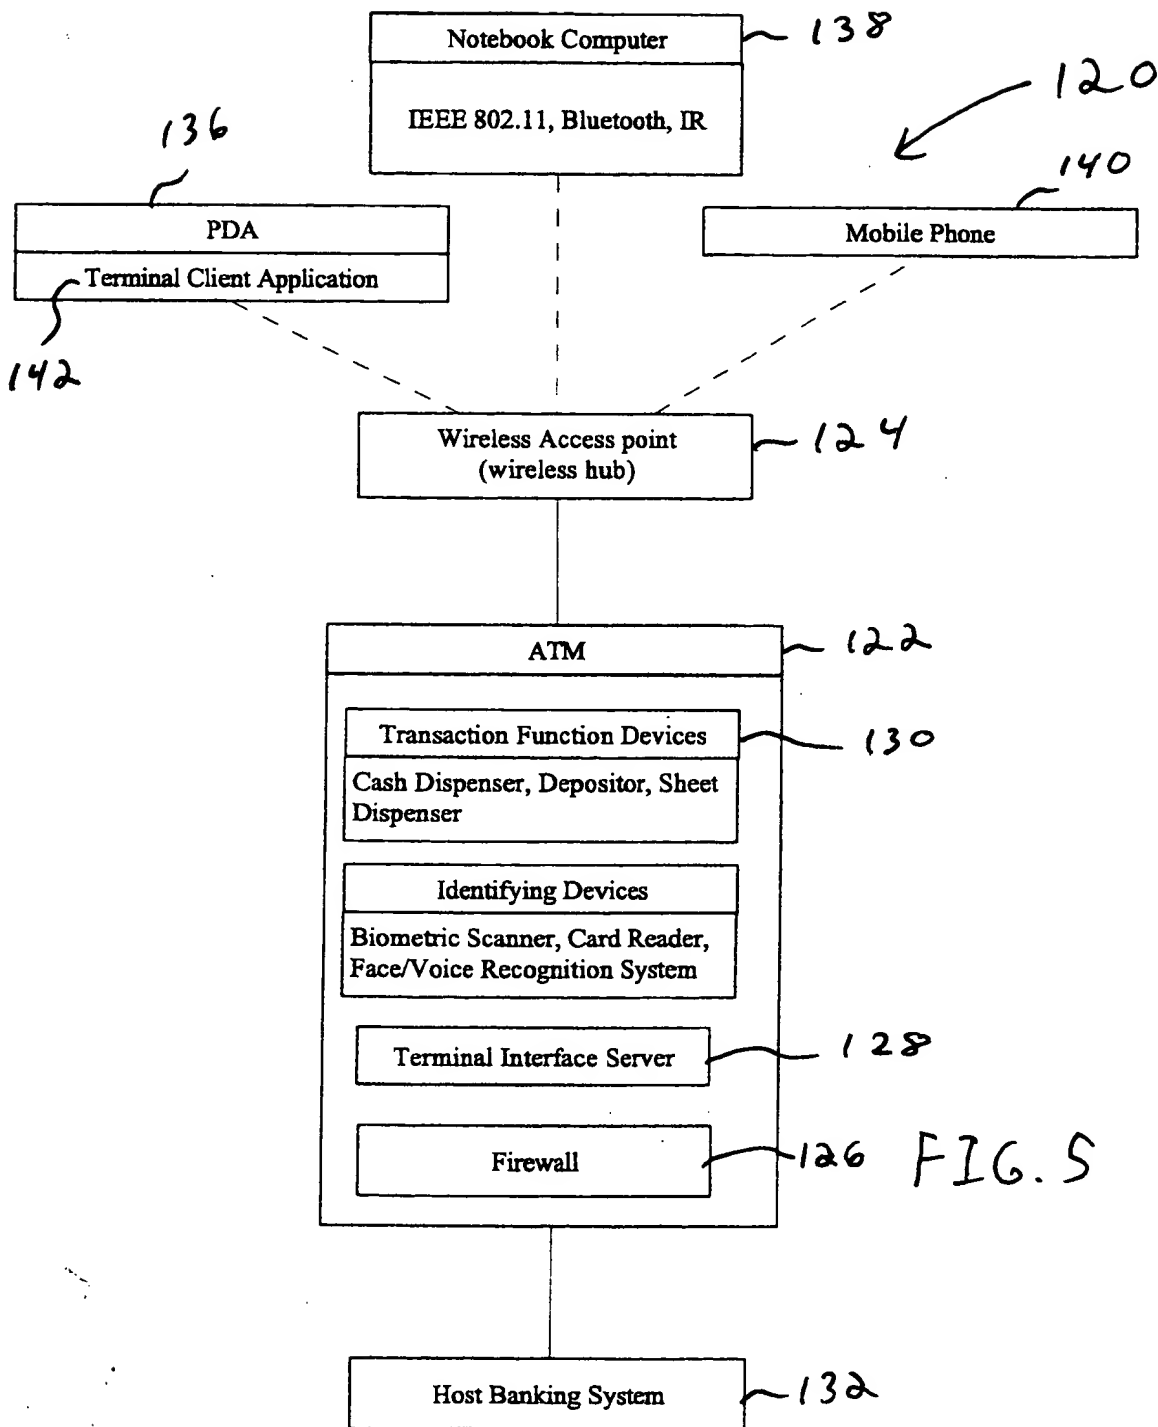 Notebook Computer
138
IEEE 802.11, Bluetooth, IR
120
136
140
PDA
Mobile Phone
Terminal Client Application
142
Wireless Access point
(wireless hub)
124
ATM
122
Transaction Function Devices
130
Cash Dispenser, Depositor, Sheet
Dispenser
Identifying Devices
Biometric Scanner, Card Reader,
Face/Voice Recognition System
Terminal Interface Server
128
Firewall
126
FIG. 5
Host Banking System
132